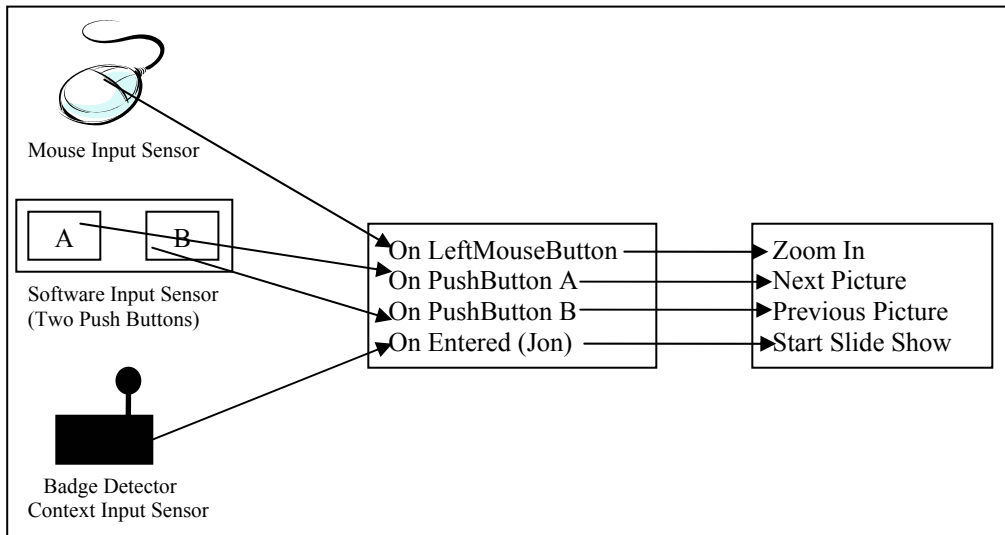 Mouse Input Sensor
A
B
Software Input Sensor
(Two Push Buttons)
Badge Detector
Context Input Sensor
On LeftMouseButton
On PushButton A
On PushButton B
On Entered (Jon)
Zoom In
Next Picture
Previous Picture
Start Slide Show